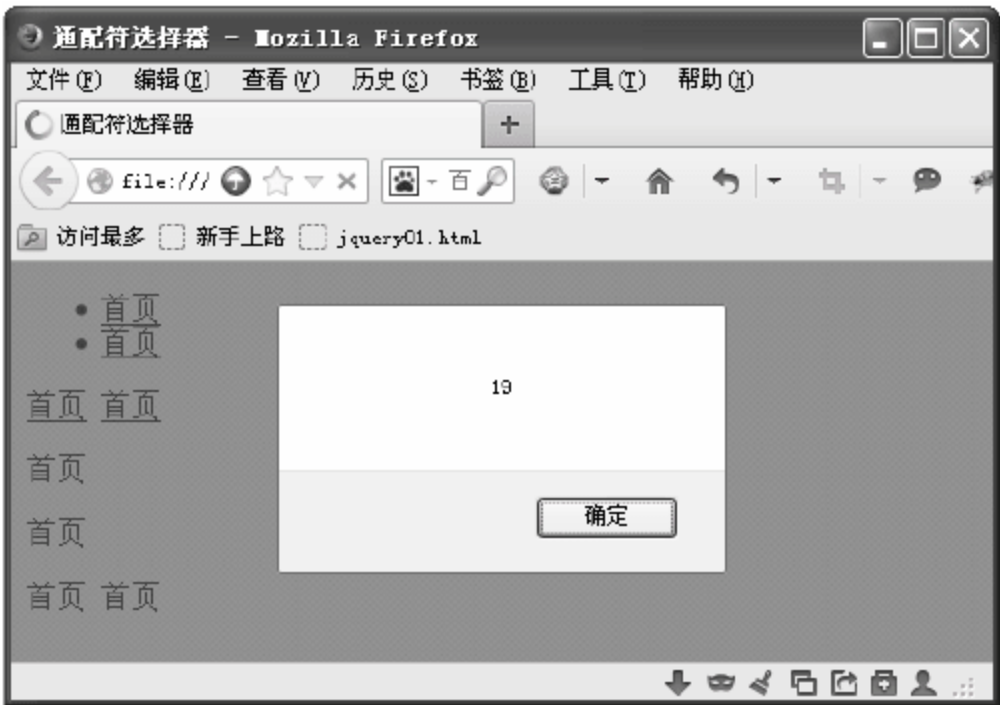 通配符选择器 - Mozilla Firefox
文件(F) 编辑(E) 查看(V) 历史(S) 书签(B) 工具(T) 帮助(H)
通配符选择器
file:/// 百
访问最多 新手上路 jquery01.html
首页
首页
首页 首页
首页
首页
首页 首页
19
确定